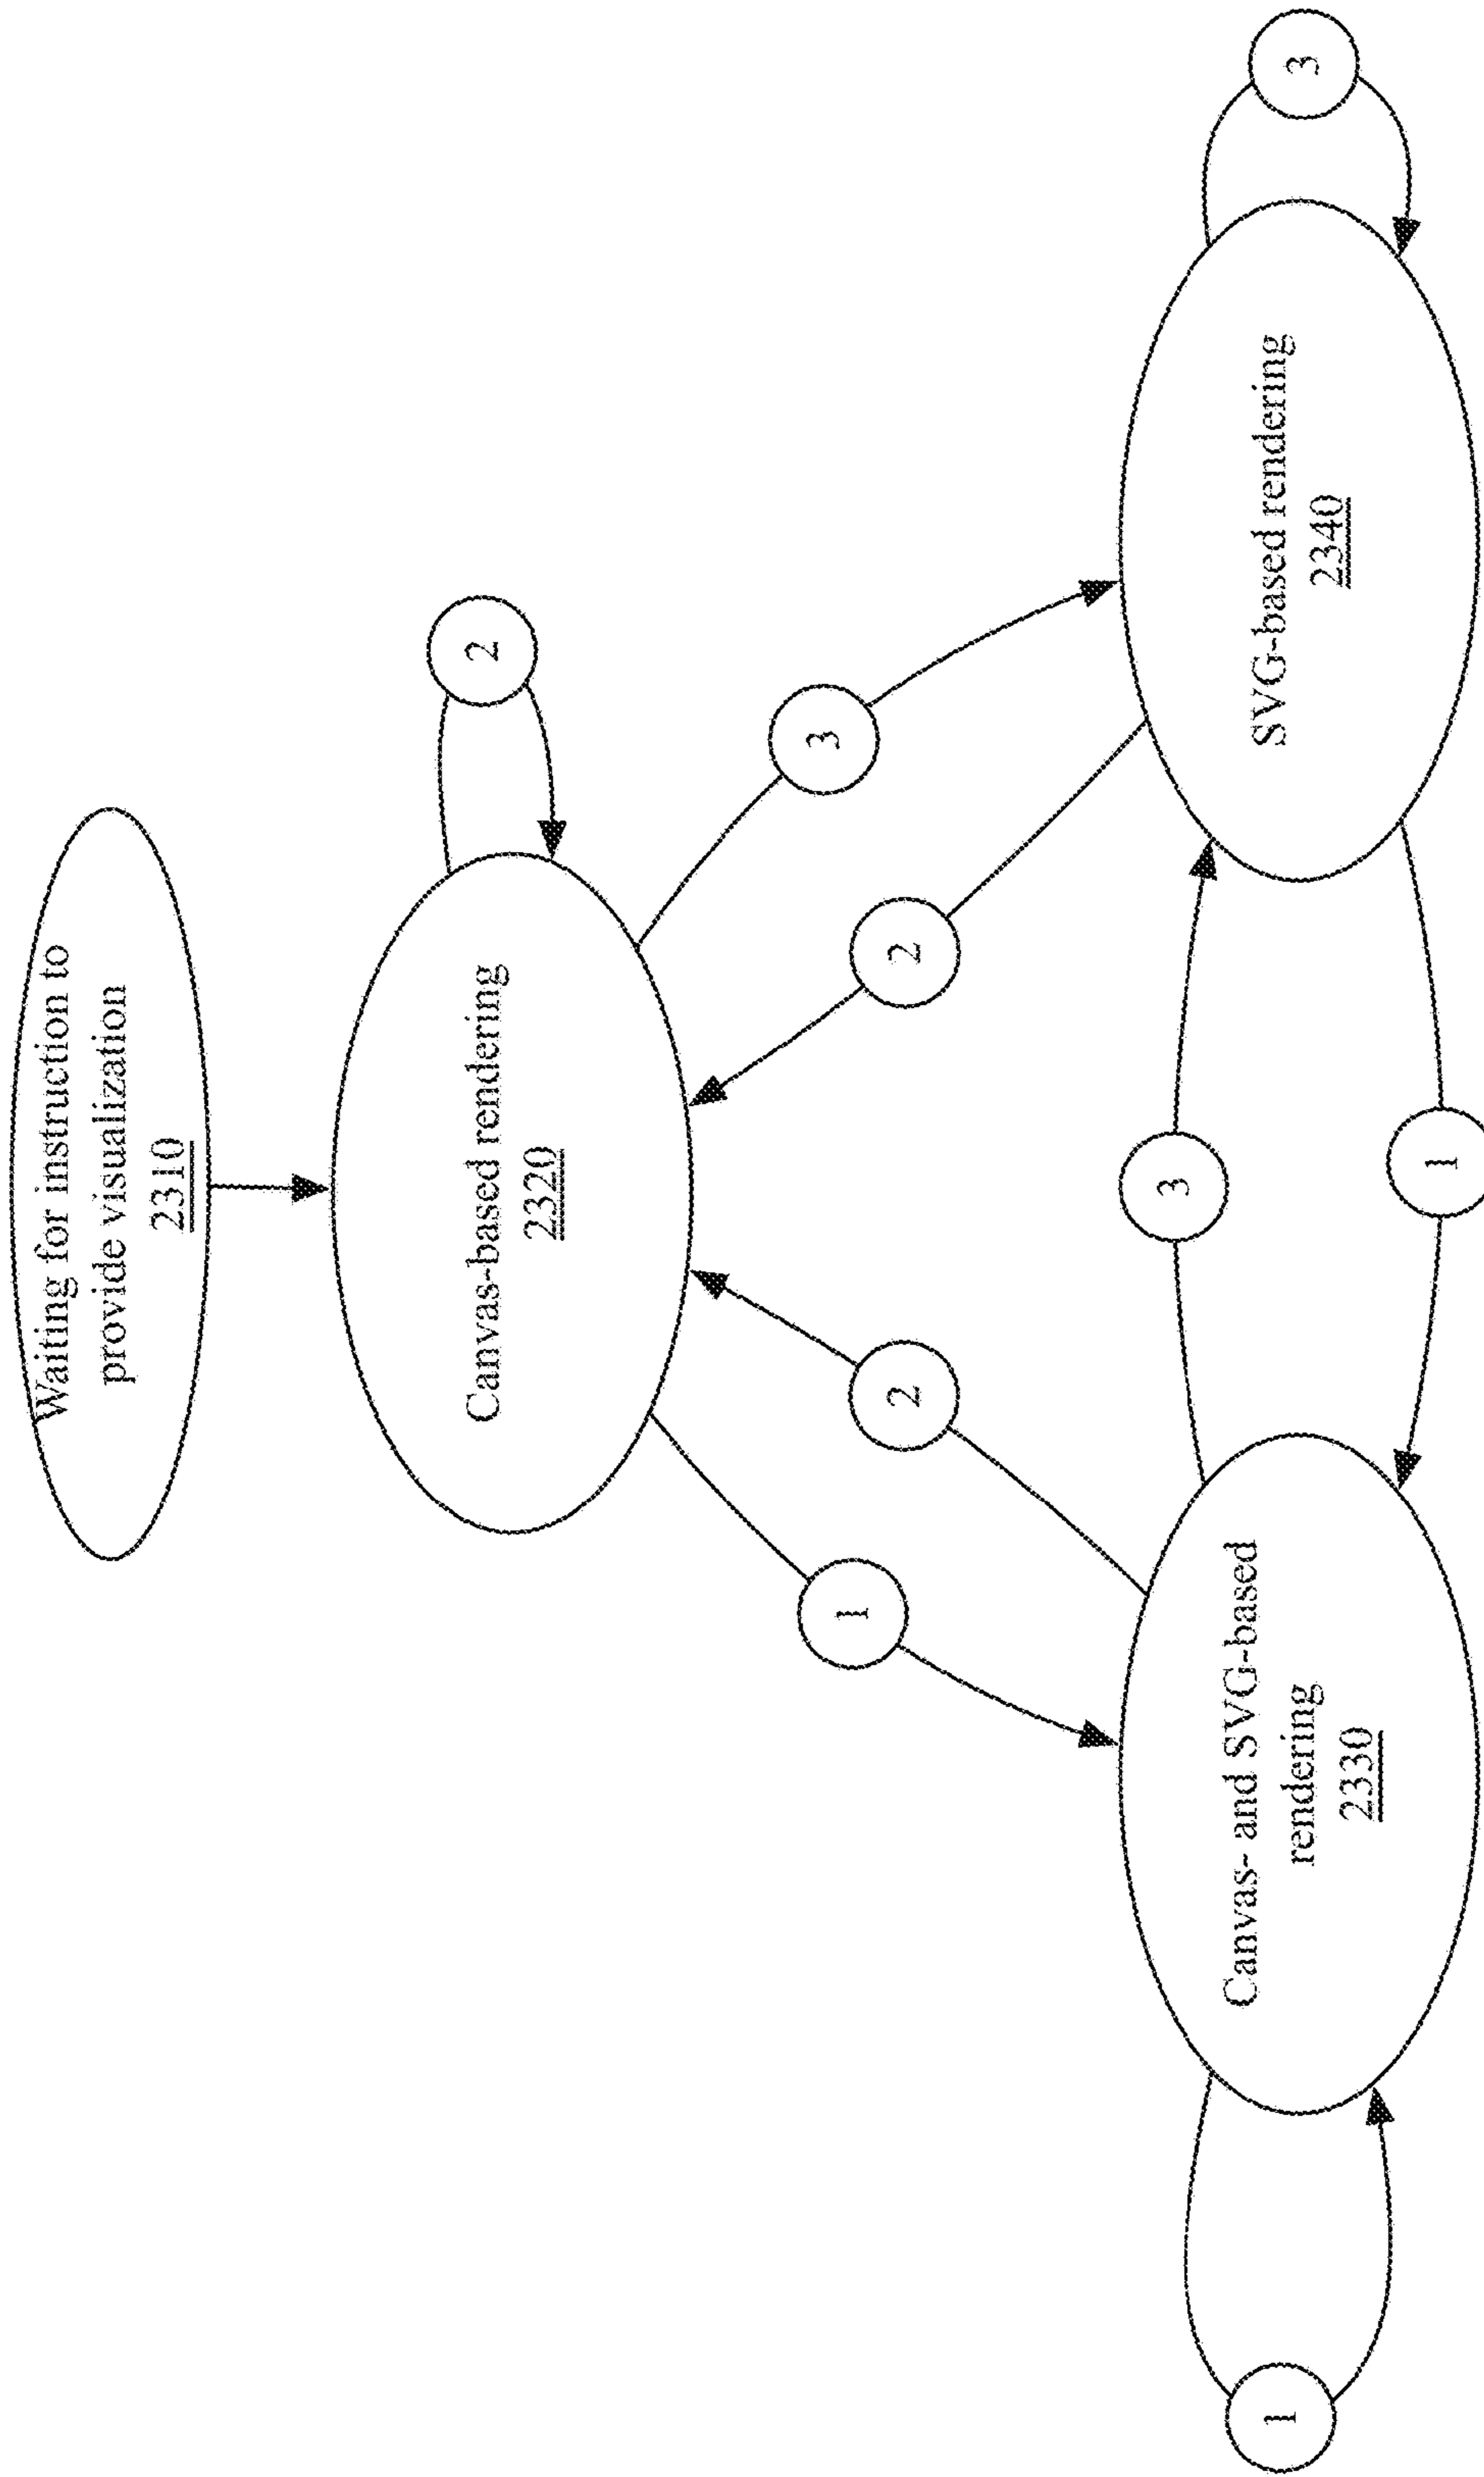 Waiting for instruction to
provide visualization
2310
2
Canvas-based rendering
2320
1
2
2
3
3
1
1
Canvas- and SVG-based
rendering
2330
SVG-based rendering
2340
3